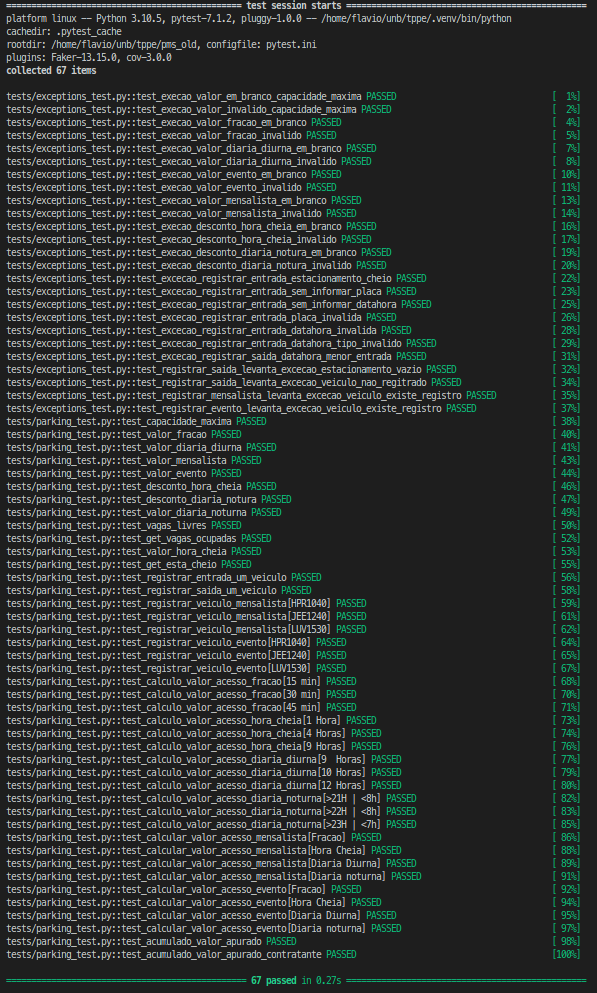 ============================================== test session starts ===============================================
platform linux -- Python 3.10.5, pytest-7.1.2, pluggy-1.0.0 -- /home/flavio/unb/tppe/.venv/bin/python
cachedir: .pytest_cache
rootdir: /home/flavio/unb/tppe/pms_old, configfile: pytest.ini
plugins: Faker-13.15.0, cov-3.0.0
collected 67 items
tests/exceptions_test.py::test_execao_valor_em_branco_capacidade_maxima PASSED [  1%]
tests/exceptions_test.py::test_execao_valor_invalido_capacidade_maxima PASSED [  2%]
tests/exceptions_test.py::test_execao_valor_fracao_em_branco PASSED [  4%]
tests/exceptions_test.py::test_execao_valor_fracao_invalido PASSED [  5%]
tests/exceptions_test.py::test_execao_valor_diaria_diurna_em_branco PASSED [  7%]
tests/exceptions_test.py::test_execao_valor_diaria_diurna_invalido PASSED [  8%]
tests/exceptions_test.py::test_execao_valor_evento_em_branco PASSED [ 10%]
tests/exceptions_test.py::test_execao_valor_evento_invalido PASSED [ 11%]
tests/exceptions_test.py::test_execao_valor_mensalista_em_branco PASSED [ 13%]
tests/exceptions_test.py::test_execao_valor_mensalista_invalido PASSED [ 14%]
tests/exceptions_test.py::test_execao_desconto_hora_cheia_em_branco PASSED [ 16%]
tests/exceptions_test.py::test_execao_desconto_hora_cheia_invalido PASSED [ 17%]
tests/exceptions_test.py::test_execao_desconto_diaria_notura_em_branco PASSED [ 19%]
tests/exceptions_test.py::test_execao_desconto_diaria_notura_invalido PASSED [ 20%]
tests/exceptions_test.py::test_excecao_registrar_entrada_estacionamento_cheio PASSED [ 22%]
tests/exceptions_test.py::test_excecao_registrar_entrada_sem_informar_placa PASSED [ 23%]
tests/exceptions_test.py::test_excecao_registrar_entrada_sem_informar_datahora PASSED [ 25%]
tests/exceptions_test.py::test_excecao_registrar_entrada_placa_invalida PASSED [ 26%]
tests/exceptions_test.py::test_excecao_registrar_entrada_datahora_invalida PASSED [ 28%]
tests/exceptions_test.py::test_excecao_registrar_entrada_datahora_tipo_invalido PASSED [ 29%]
tests/exceptions_test.py::test_excecao_registrar_saida_datahora_menor_entrada PASSED [ 31%]
tests/exceptions_test.py::test_registrar_saida_levanta_excecao_estacionamento_vazio PASSED [ 32%]
tests/exceptions_test.py::test_registrar_saida_levanta_excecao_veiculo_nao_regitrado PASSED [ 34%]
tests/exceptions_test.py::test_registrar_mensalista_levanta_excecao_veiculo_existe_registro PASSED [ 35%]
tests/exceptions_test.py::test_registrar_evento_levanta_excecao_veiculo_existe_registro PASSED [ 37%]
tests/parking_test.py::test_capacidade_maxima PASSED [ 38%]
tests/parking_test.py::test_valor_fracao PASSED [ 40%]
tests/parking_test.py::test_valor_diaria_diurna PASSED [ 41%]
tests/parking_test.py::test_valor_mensalista PASSED [ 43%]
tests/parking_test.py::test_valor_evento PASSED [ 44%]
tests/parking_test.py::test_desconto_hora_cheia PASSED [ 46%]
tests/parking_test.py::test_desconto_diaria_notura PASSED [ 47%]
tests/parking_test.py::test_valor_diaria_noturna PASSED [ 49%]
tests/parking_test.py::test_vagas_livres PASSED [ 50%]
tests/parking_test.py::test_get_vagas_ocupadas PASSED [ 52%]
tests/parking_test.py::test_valor_hora_cheia PASSED [ 53%]
tests/parking_test.py::test_get_esta_cheio PASSED [ 55%]
tests/parking_test.py::test_registrar_entrada_um_veiculo PASSED [ 56%]
tests/parking_test.py::test_registrar_saida_um_veiculo PASSED [ 58%]
tests/parking_test.py::test_registrar_veiculo_mensalista[HPR1040] PASSED [ 59%]
tests/parking_test.py::test_registrar_veiculo_mensalista[JEE1240] PASSED [ 61%]
tests/parking_test.py::test_registrar_veiculo_mensalista[LUV1530] PASSED [ 62%]
tests/parking_test.py::test_registrar_veiculo_evento[HPR1040] PASSED [ 64%]
tests/parking_test.py::test_registrar_veiculo_evento[JEE1240] PASSED [ 65%]
tests/parking_test.py::test_registrar_veiculo_evento[LUV1530] PASSED [ 67%]
tests/parking_test.py::test_calculo_valor_acesso_fracao[15 min] PASSED [ 68%]
tests/parking_test.py::test_calculo_valor_acesso_fracao[30 min] PASSED [ 70%]
tests/parking_test.py::test_calculo_valor_acesso_fracao[45 min] PASSED [ 71%]
tests/parking_test.py::test_calculo_valor_acesso_hora_cheia[1 Hora] PASSED [ 73%]
tests/parking_test.py::test_calculo_valor_acesso_hora_cheia[4 Horas] PASSED [ 74%]
tests/parking_test.py::test_calculo_valor_acesso_hora_cheia[9 Horas] PASSED [ 76%]
tests/parking_test.py::test_calculo_valor_acesso_diaria_diurna[9  Horas] PASSED [ 77%]
tests/parking_test.py::test_calculo_valor_acesso_diaria_diurna[10 Horas] PASSED [ 79%]
tests/parking_test.py::test_calculo_valor_acesso_diaria_diurna[12 Horas] PASSED [ 80%]
tests/parking_test.py::test_calculo_valor_acesso_diaria_noturna[>21H | <8h] PASSED [ 82%]
tests/parking_test.py::test_calculo_valor_acesso_diaria_noturna[>22H | <8h] PASSED [ 83%]
tests/parking_test.py::test_calculo_valor_acesso_diaria_noturna[>23H | <7h] PASSED [ 85%]
tests/parking_test.py::test_calcular_valor_acesso_mensalista[Fracao] PASSED [ 86%]
tests/parking_test.py::test_calcular_valor_acesso_mensalista[Hora Cheia] PASSED [ 88%]
tests/parking_test.py::test_calcular_valor_acesso_mensalista[Diaria Diurna] PASSED [ 89%]
tests/parking_test.py::test_calcular_valor_acesso_mensalista[Diaria noturna] PASSED [ 91%]
tests/parking_test.py::test_calcular_valor_acesso_evento[Fracao] PASSED [ 92%]
tests/parking_test.py::test_calcular_valor_acesso_evento[Hora Cheia] PASSED [ 94%]
tests/parking_test.py::test_calcular_valor_acesso_evento[Diaria Diurna] PASSED [ 95%]
tests/parking_test.py::test_calcular_valor_acesso_evento[Diaria noturna] PASSED [ 97%]
tests/parking_test.py::test_acumulado_valor_apurado PASSED [ 98%]
tests/parking_test.py::test_acumulado_valor_apurado_contratante PASSED [100%]
=============================================== 67 passed in 0.27s ===============================================